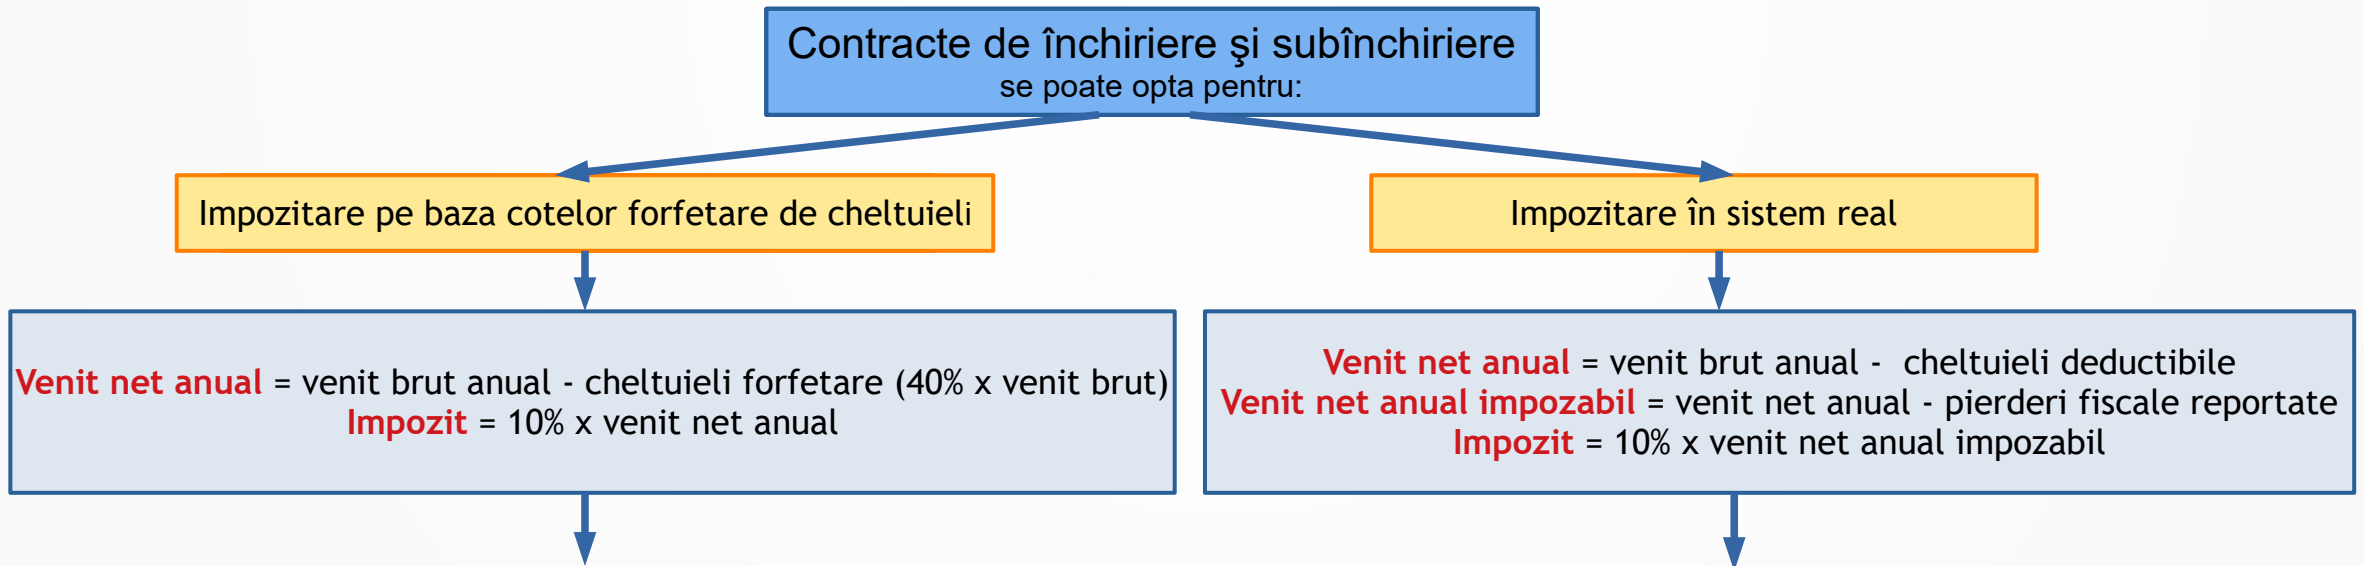 Contracte de închiriere şi subînchiriere
se poate opta pentru:
Impozitare pe baza cotelor forfetare de cheltuieli
Impozitare în sistem real
Venit net anual = venit brut anual - cheltuieli forfetare (40% x venit brut)
Impozit = 10% x venit net anual
Venit net anual = venit brut anual - cheltuieli deductibile
Venit net anual impozabil = venit net anual - pierderi fiscale reportate
Impozit = 10% x venit net anual impozabil